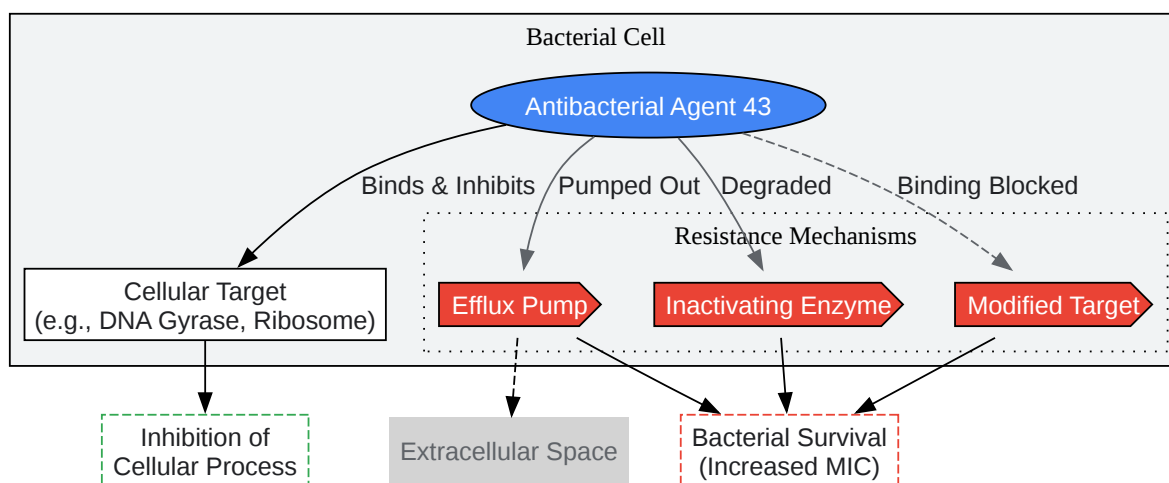 Bacterial Cell
Antibacterial Agent 43
Binds & Inhibits
Pumped Out
Degraded
Binding Blocked
Resistance Mechanisms
Cellular Target
(e.g., DNA Gyrase, Ribosome)
Efflux Pump
Inactivating Enzyme
Modified Target
Inhibition of
Cellular Process
Extracellular Space
Bacterial Survival
(Increased MIC)